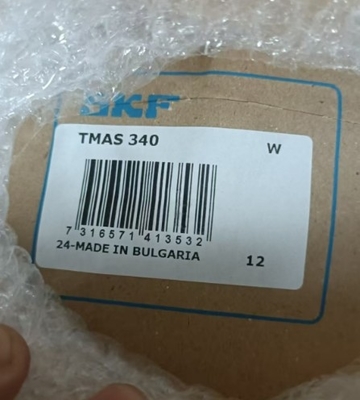 SKF
TMAS 340
W
7 316571 413532
24-MADE IN BULGARIA
12